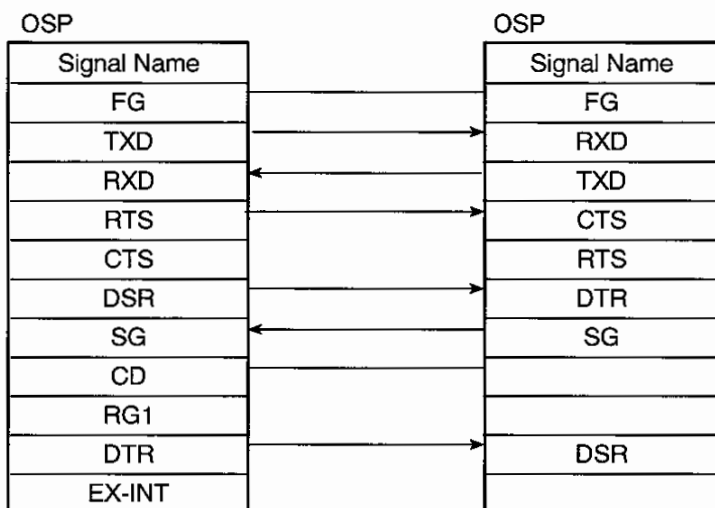 OSP OSP
Signal Name Signal Name
FG FG
TXD RXD
RXD TXD
RTS CTS
CTS RTS
DSR DTR
SG SG
CD
RG1
DTR DSR
EX-INT